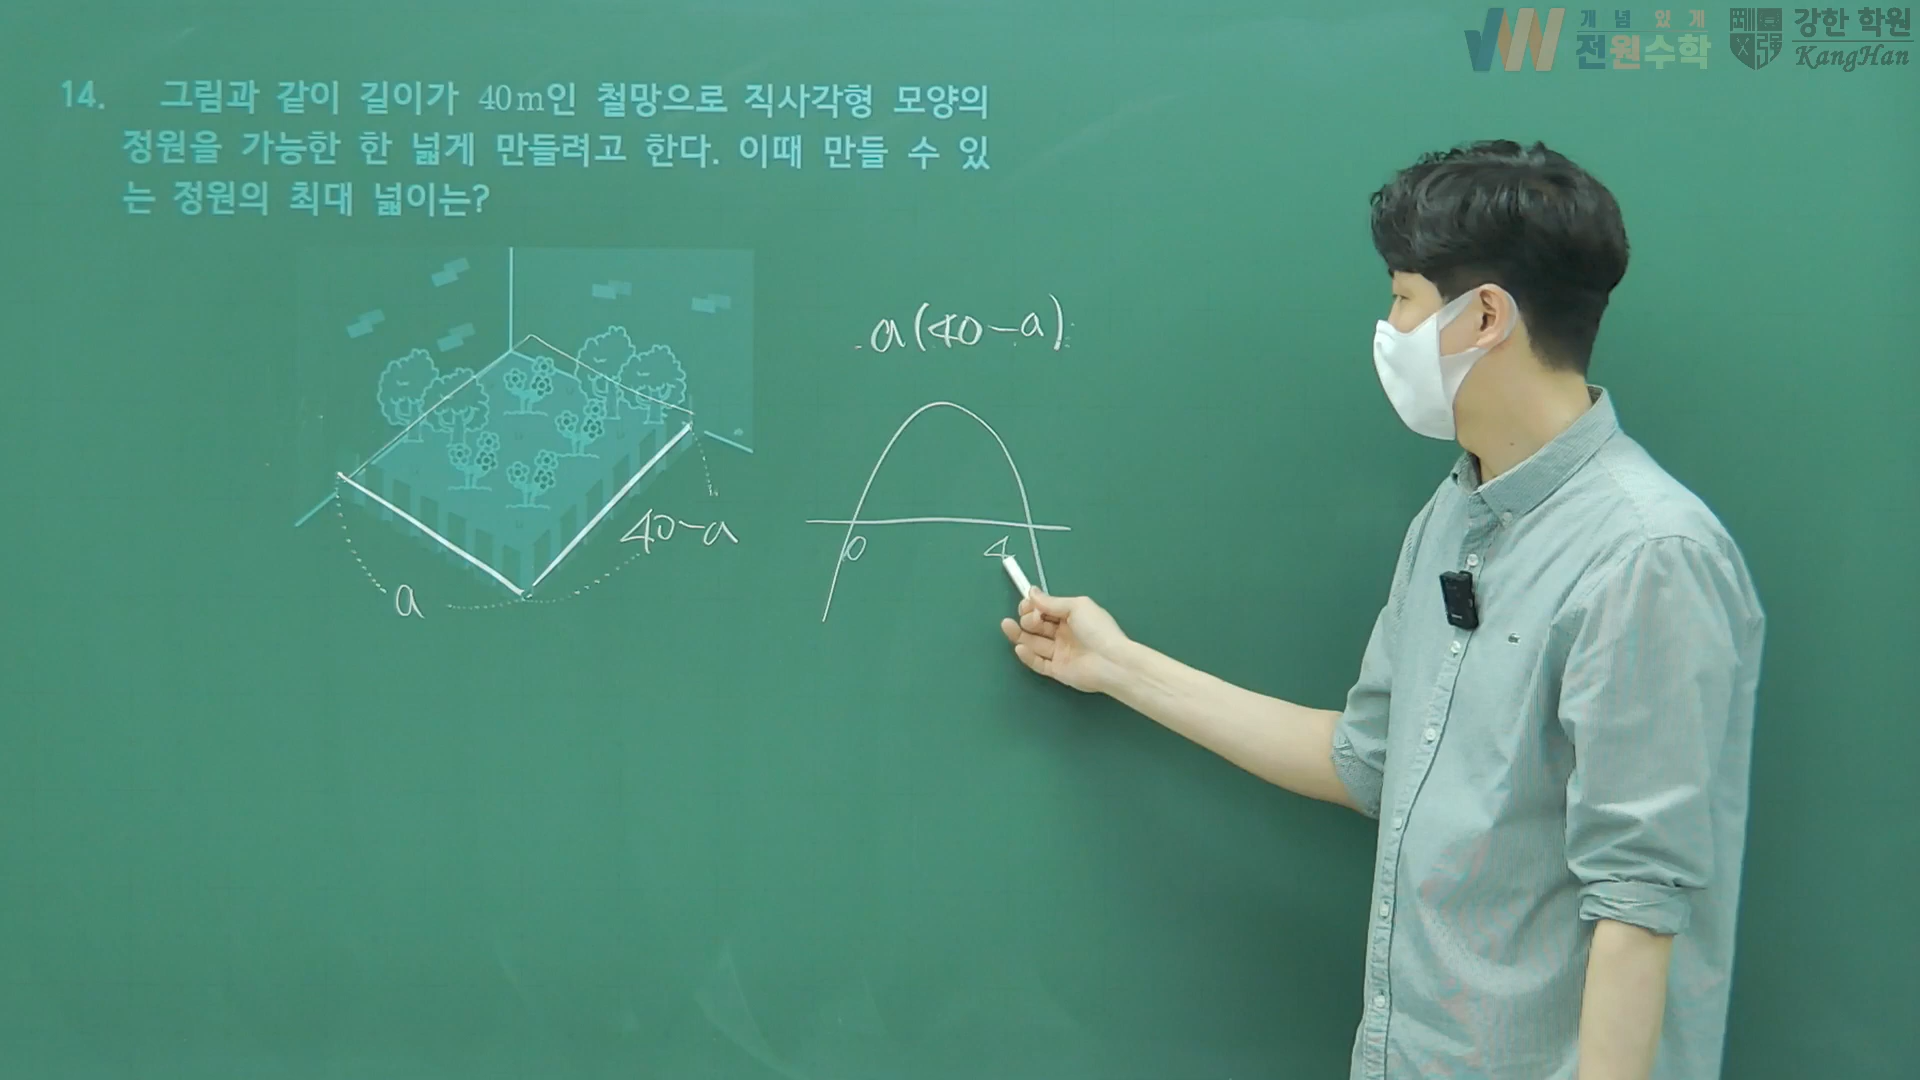 개념있게
전원수학
강한 학원
KangHan
14. 그림과 같이 길이가 40m인 철망으로 직사각형 모양의
정원을 가능한 한 넓게 만들려고 한다. 이때 만들 수 있
는 정원의 최대 넓이는?
a(40-a)
40-a
a
0
4